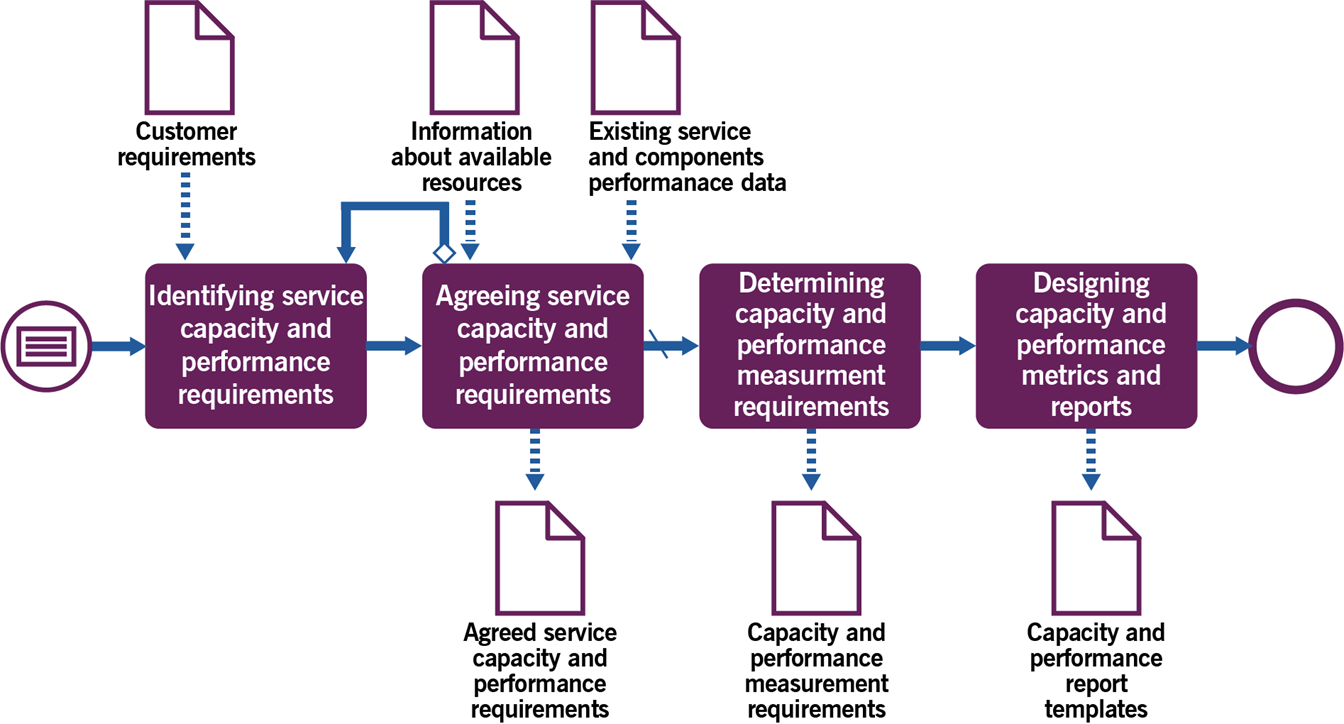 Customer
requirements
Information
about available
resources
Existing service
and components
performanace data
Identifying service
capacity and
performance
requirements
Agreeing service
capacity and
performance
requirements
Determining
capacity and
performance
measurment
requirements
Designing
capacity and
performance
metrics and
reports
Agreed service
capacity and
performance
requirements
Capacity and
performance
measurement
requirements
Capacity and
performance
report
templates